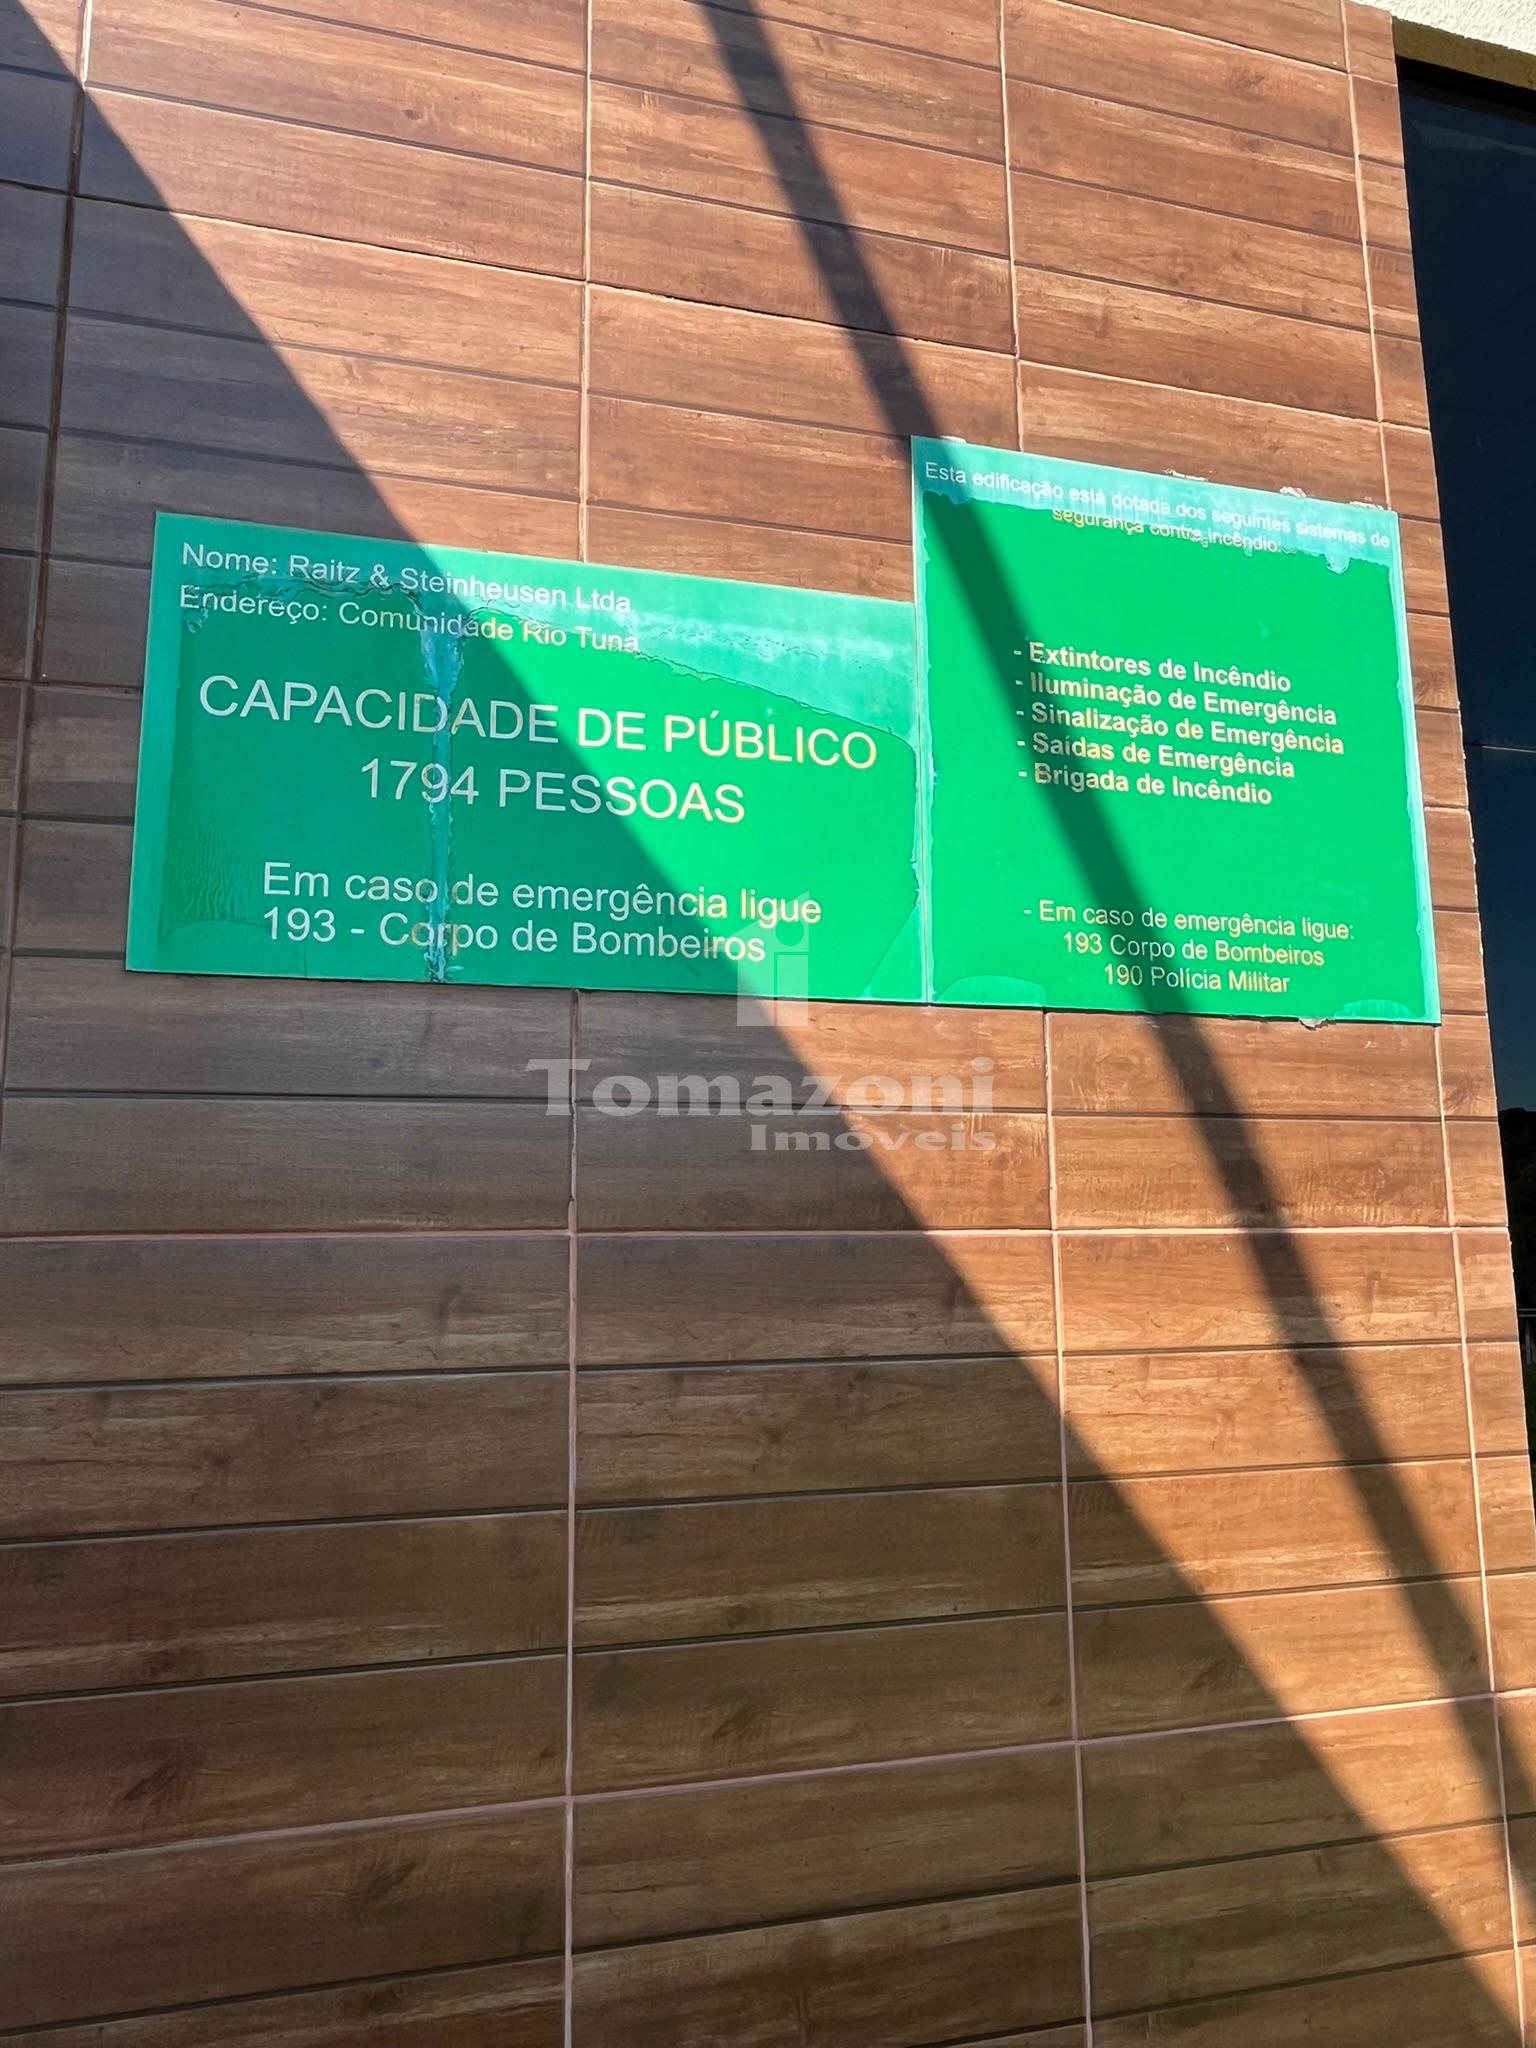 Nome: Raitz & Steinheusen Ltda
Endereço: Comunidade Rio Tuna
CAPACIDADE DE PÚBLICO
1794 PESSOAS
Em caso de emergência ligue
193 - Corpo de Bombeiros
Esta edificação está dotada dos seguintes sistemas de
segurança contra incêndio:
- Extintores de Incêndio
- Iluminação de Emergência
- Sinalização de Emergência
- Saídas de Emergência
- Brigada de Incêndio
- Em caso de emergência ligue:
193 Corpo de Bombeiros
190 Polícia Militar
Tomazoni
Imóveis